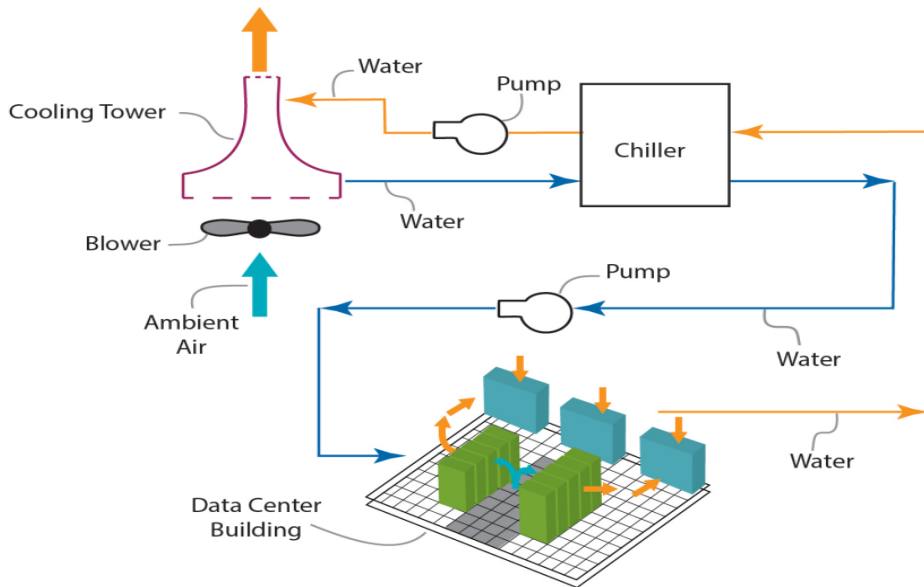 Water
Pump
Cooling Tower
Chiller
Water
Blower
Pump
Ambient
Air
Water
Water
Data Center
Building